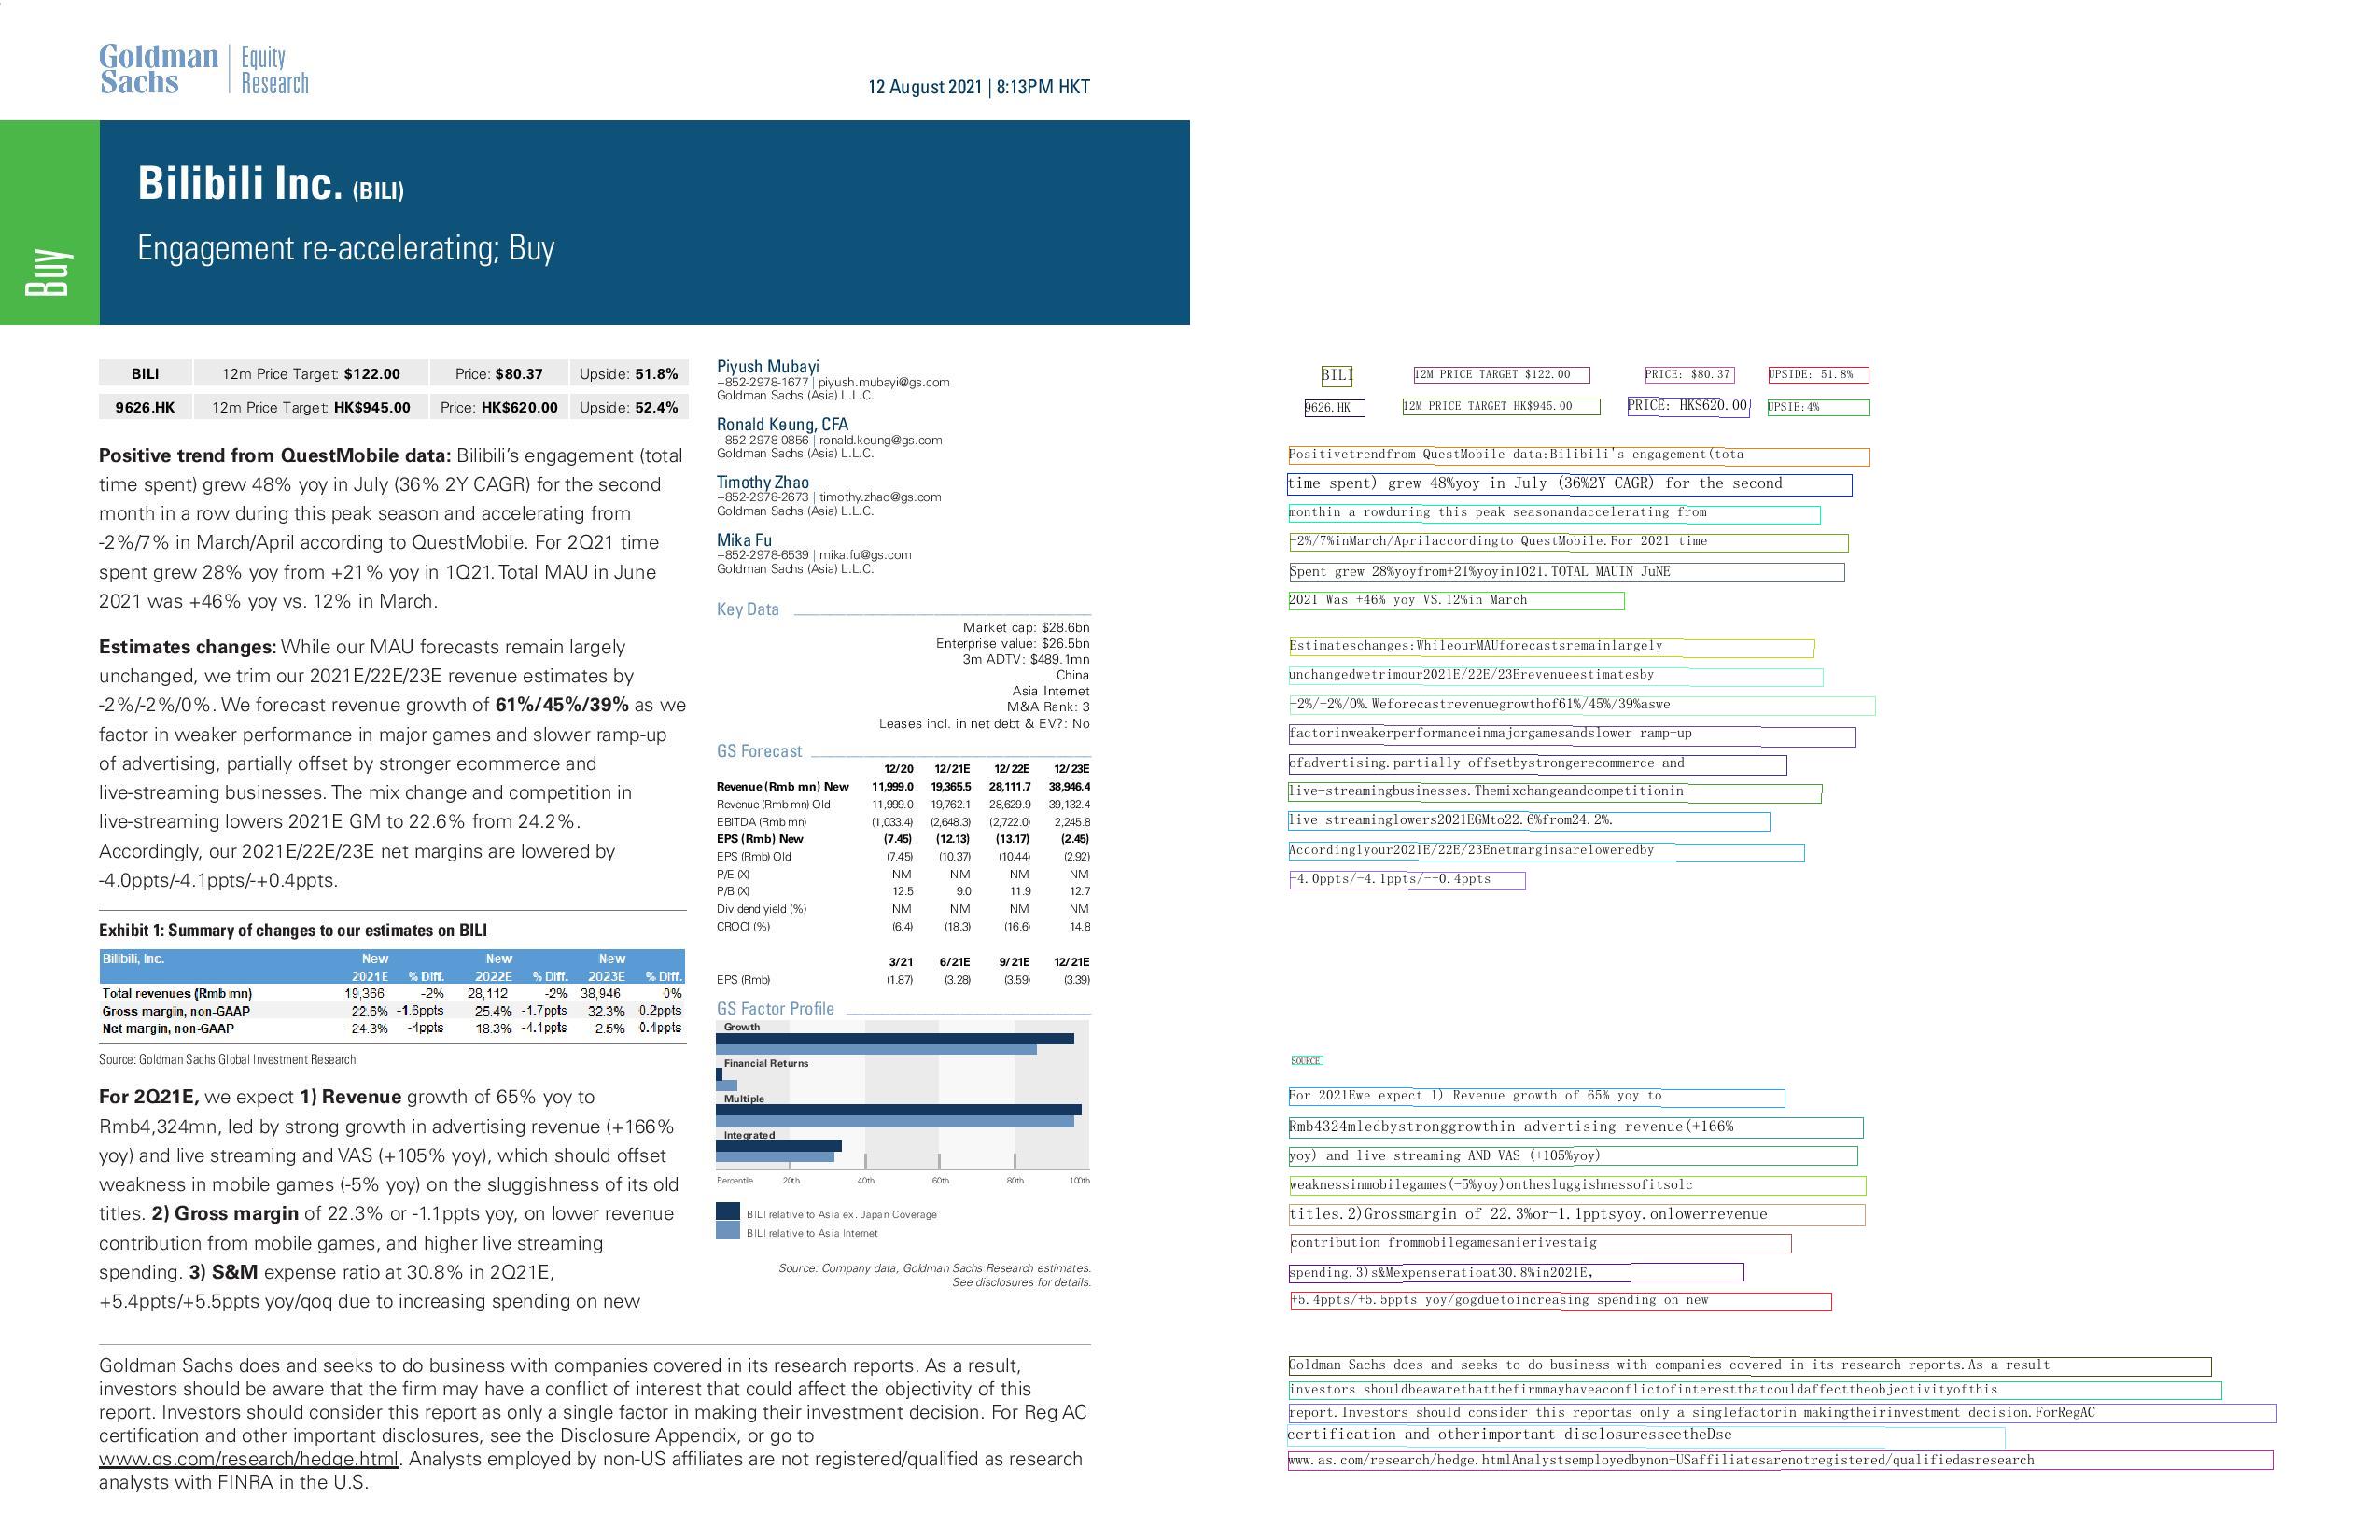 Goldman Sachs
Equity Research
12 August 2021 | 8:13PM HKT
Buy
Bilibili Inc. (BILI)
Engagement re-accelerating; Buy
BILI 12m Price Target: $122.00 Price: $80.37 Upside: 51.8%
9626.HK 12m Price Target: HK$945.00 Price: HK$620.00 Upside: 52.4%
Positive trend from QuestMobile data: Bilibili's engagement (total
time spent) grew 48% yoy in July (36% 2Y CAGR) for the second
month in a row during this peak season and accelerating from
-2%/7% in March/April according to QuestMobile. For 2Q21 time
spent grew 28% yoy from +21% yoy in 1Q21. Total MAU in June
2021 was +46% yoy vs. 12% in March.
Estimates changes: While our MAU forecasts remain largely
unchanged, we trim our 2021E/22E/23E revenue estimates by
-2%/-2%/0%. We forecast revenue growth of 61%/45%/39% as we
factor in weaker performance in major games and slower ramp-up
of advertising, partially offset by stronger ecommerce and
live-streaming businesses. The mix change and competition in
live-streaming lowers 2021E GM to 22.6% from 24.2%.
Accordingly, our 2021E/22E/23E net margins are lowered by
-4.0ppts/-4.1ppts/-+0.4ppts.
Exhibit 1: Summary of changes to our estimates on BILI
Bilibili, Inc. New New New
2021E % Diff. 2022E % Diff. 2023E % Diff.
Total revenues (Rmb mn) 19,366 -2% 28,112 -2% 38,946 0%
Gross margin, non-GAAP 22.6% -1.6ppts 25.4% -1.7ppts 32.3% 0.2ppts
Net margin, non-GAAP -24.3% -4ppts -18.3% -4.1ppts -2.5% 0.4ppts
Source: Goldman Sachs Global Investment Research
For 2Q21E, we expect 1) Revenue growth of 65% yoy to
Rmb4,324mn, led by strong growth in advertising revenue (+166%
yoy) and live streaming and VAS (+105% yoy), which should offset
weakness in mobile games (-5% yoy) on the sluggishness of its old
titles. 2) Gross margin of 22.3% or -1.1ppts yoy, on lower revenue
contribution from mobile games, and higher live streaming
spending. 3) S&M expense ratio at 30.8% in 2Q21E,
+5.4ppts/+5.5ppts yoy/qoq due to increasing spending on new
Piyush Mubayi
+852-2978-1677 | piyush.mubayi@gs.com
Goldman Sachs (Asia) L.L.C.
Ronald Keung, CFA
+852-2978-0856 | ronald.keung@gs.com
Goldman Sachs (Asia) L.L.C.
Timothy Zhao
+852-2978-2673 | timothy.zhao@gs.com
Goldman Sachs (Asia) L.L.C.
Mika Fu
+852-2978-6539 | mika.fu@gs.com
Goldman Sachs (Asia) L.L.C.
Key Data
Market cap: $28.6bn
Enterprise value: $26.5bn
3m ADTV: $489.1mn
China
Asia Internet
M&A Rank: 3
Leases incl. in net debt & EV?: No
GS Forecast
12/20 12/21E 12/22E 12/23E
Revenue (Rmb mn) New 11,999.0 19,365.5 28,111.7 38,946.4
Revenue (Rmb mn) Old 11,999.0 19,762.1 28,629.9 39,132.4
EBITDA (Rmb mn) (1,033.4) (2,648.3) (2,722.0) 2,245.8
EPS (Rmb) New (7.45) (12.13) (13.17) (2.45)
EPS (Rmb) Old (7.45) (10.37) (10.44) (2.92)
P/E (X) NM NM NM NM
P/B (X) 12.5 9.0 11.9 12.7
Dividend yield (%) NM NM NM NM
CROCI (%) (6.4) (18.3) (16.6) 14.8
3/21 6/21E 9/21E 12/21E
EPS (Rmb) (1.87) (3.28) (3.59) (3.39)
GS Factor Profile
Growth
Financial Returns
Multiple
Integrated
Percentile 20th 40th 60th 80th 100th
BILI relative to Asia ex. Japan Coverage
BILI relative to Asia Internet
Source: Company data, Goldman Sachs Research estimates.
See disclosures for details.
Goldman Sachs does and seeks to do business with companies covered in its research reports. As a result,
investors should be aware that the firm may have a conflict of interest that could affect the objectivity of this
report. Investors should consider this report as only a single factor in making their investment decision. For Reg AC
certification and other important disclosures, see the Disclosure Appendix, or go to
www.gs.com/research/hedge.html. Analysts employed by non-US affiliates are not registered/qualified as research
analysts with FINRA in the U.S.
BILI 12M PRICE TARGET $122.00 PRICE: $80.37 UPSIDE: 51.8%
9626.HK 12M PRICE TARGET HK$945.00 PRICE: HKS620.00 UPSIE:4%
Positivetrendfrom QuestMobile data:Bilibili's engagement(tota
time spent) grew 48%yoy in July (36%2Y CAGR) for the second
monthin a rowduring this peak seasonandaccelerating from
-2%/7%inMarch/Aprilaccordingto QuestMobile.For 2021 time
Spent grew 28%yoyfrom+21%yoyin1021.TOTAL MAUIN JuNE
2021 Was +46% yoy VS.12%in March
Estimateschanges:WhileourMAUforecastsremainlargely
unchangedwetrimour2021E/22E/23Erevenueestimatesby
-2%/-2%/0%.Weforecastrevenuegrowthof61%/45%/39%aswe
factorinweakerperformanceinmajorgamesandslower ramp-up
ofadvertising.partially offsetbystrongerecommerce and
live-streamingbusinesses.Themixchangeandcompetitionin
live-streaminglowers2021EGMto22.6%from24.2%.
Accordinglyour2021E/22E/23Enetmarginsareloweredby
-4.0ppts/-4.1ppts/-+0.4ppts
SOURCE
For 2021Ewe expect 1) Revenue growth of 65% yoy to
Rmb4324mledbystronggrowthin advertising revenue(+166%
yoy) and live streaming AND VAS (+105%yoy)
weaknessinmobilegames(-5%yoy)onthesluggishnessofitsolc
titles.2)Grossmargin of 22.3%or-1.1pptsyoy.onlowerrevenue
contribution frommobilegamesanierivestaig
spending.3)s&Mexpenseratioat30.8%in2021E,
+5.4ppts/+5.5ppts yoy/gogduetoincreasing spending on new
Goldman Sachs does and seeks to do business with companies covered in its research reports.As a result
investors shouldbeawarethatthefirmmayhaveaconflictofinterestthatcouldaffecttheobjectivityofthis
report.Investors should consider this reportas only a singlefactorin makingtheirinvestment decision.ForRegAC
certification and otherimportant disclosuresseetheDse
www.as.com/research/hedge.htmlAnalystsemployedbynon-USaffiliatesarenotregistered/qualifiedasresearch